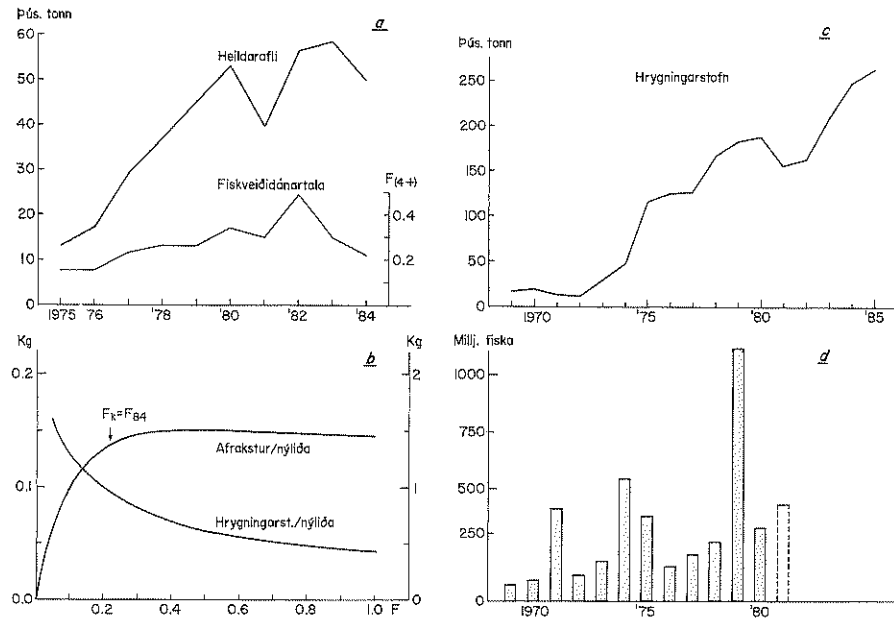 Þús. tonn
a
60
50
40
30
20
10
0
Heildarafli
Fiskveiðidánartala
F(4+)
0.4
0.2
1975 '76 '78 '80 '82 '84
Þús. tonn
c
250
200
150
100
50
0
Hrygningarstofn
1970 '75 '80 '85
Kg
b
Kg
0.2
0.1
0.0
2
1
0
Fk=F84
Afrakstur/nýliða
Hrygningarst./nýliða
0.2 0.4 0.6 0.8 1.0 F
Millj. fiska
d
1000
500
250
0
1970 '75 '80